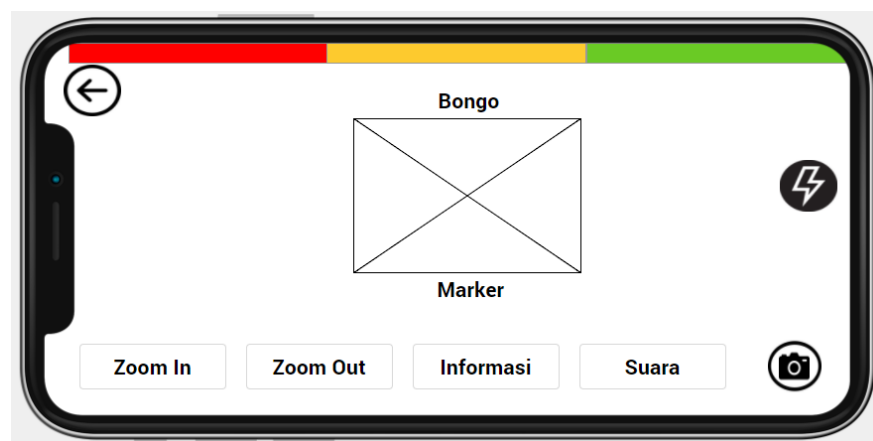 Bongo
Marker
Zoom In
Zoom Out
Informasi
Suara